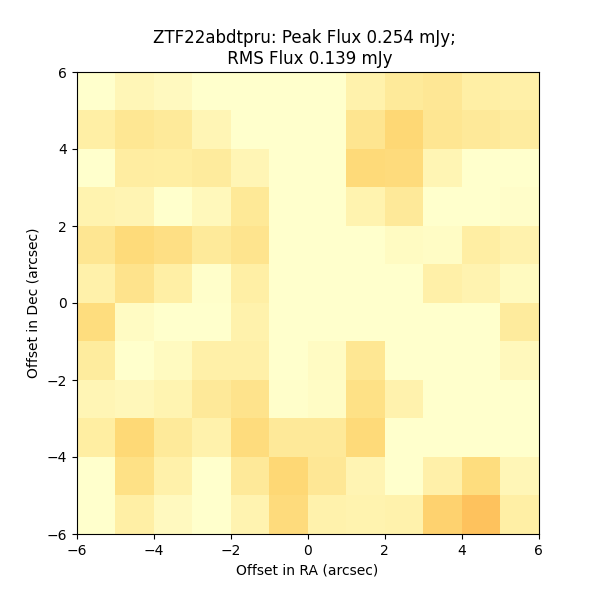 ZTF22abdtpru: Peak Flux 0.254 mJy;
RMS Flux 0.139 mJy
6
4
2
0
−2
−4
−6
Offset in Dec (arcsec)
−6 −4 −2 0 2 4 6
Offset in RA (arcsec)